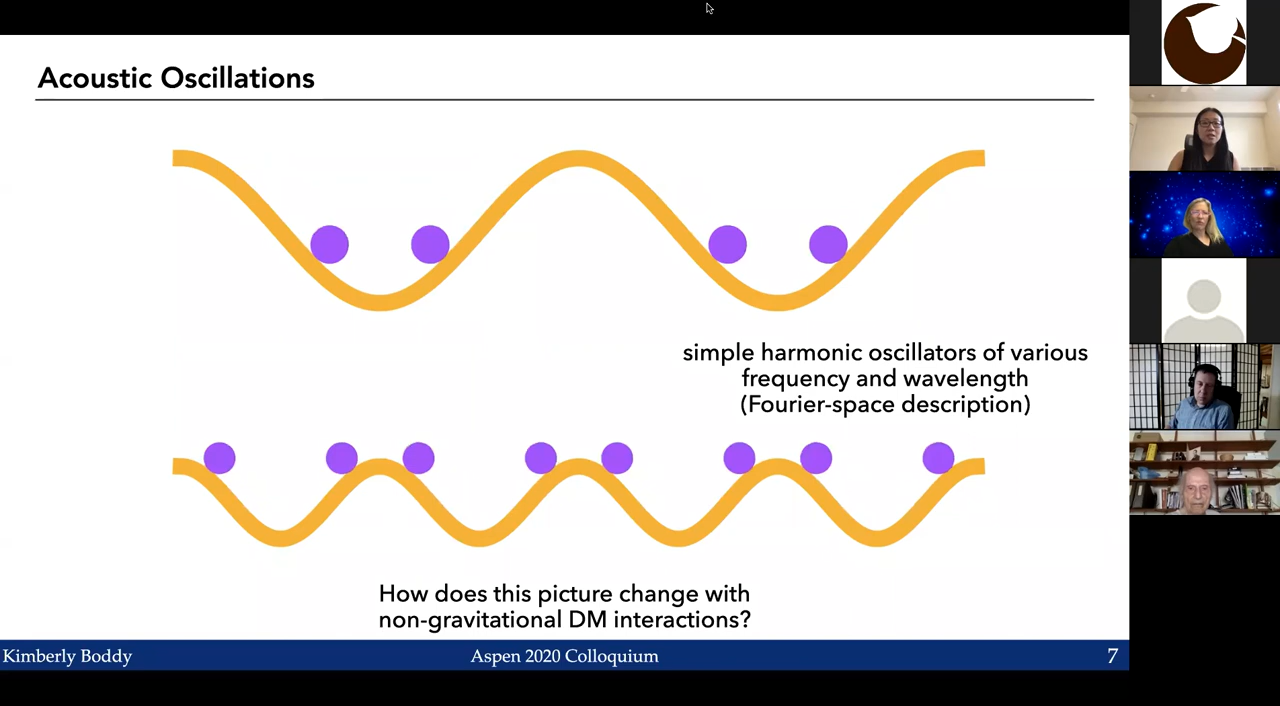 Acoustic Oscillations
simple harmonic oscillators of various
frequency and wavelength
(Fourier-space description)
How does this picture change with
non-gravitational DM interactions?
Kimberly Boddy
Aspen 2020 Colloquium
7